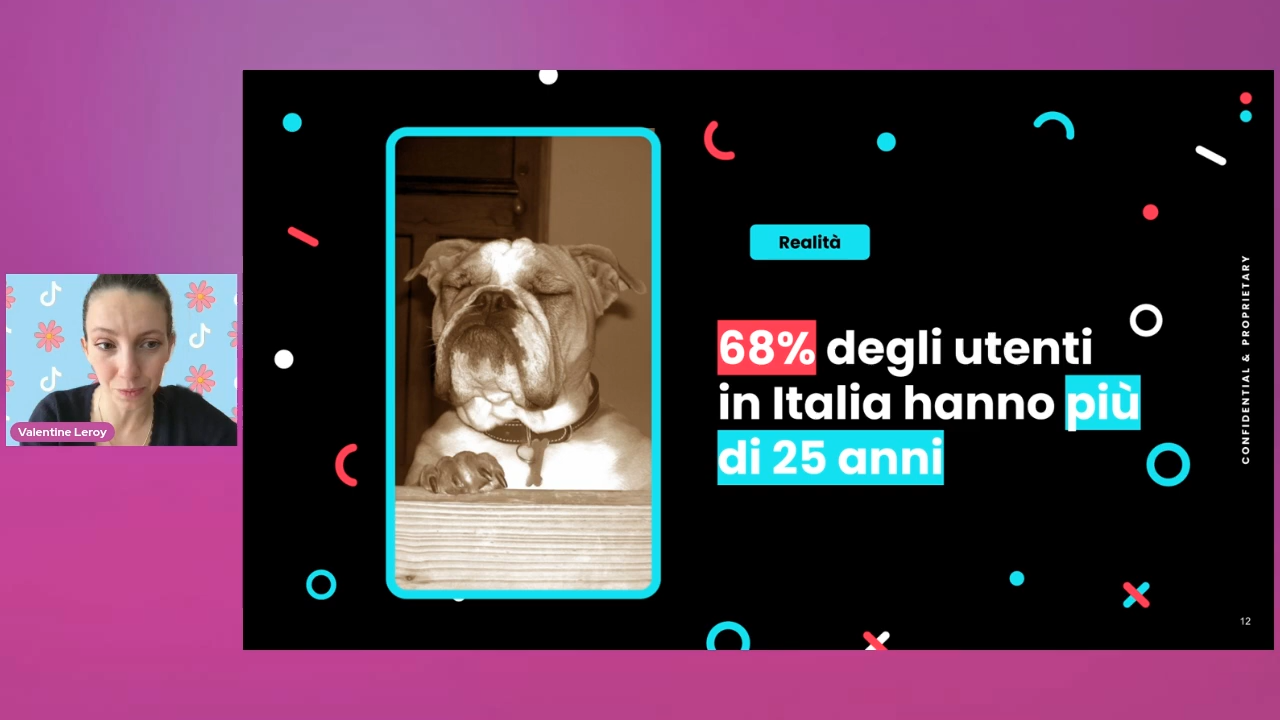 Realità
68% degli utenti
in Italia hanno più
di 25 anni
CONFIDENTIAL & PROPRIETARY
12
Valentine Leroy